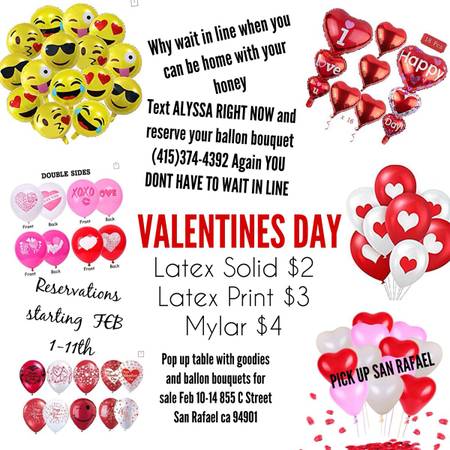 Why wait in line when you
can be home with your
honey
Text ALYSSA RIGHT NOW and
reserve your ballon bouquet
(415)374-4392 Again YOU
DONT HAVE TO WAIT IN LINE
18 Pcs
I
love
u
Happy
x 16
Day!
DOUBLE SIDES
XOXO
LOVE
Front Back Front Back
Front Back Front Back
VALENTINES DAY
Latex Solid $2
Latex Print $3
Mylar $4
Reservations
starting FEB
1-11th
Pop up table with goodies
and ballon bouquets for
sale Feb 10-14 855 C Street
San Rafael ca 94901
PICK UP SAN RAFAEL